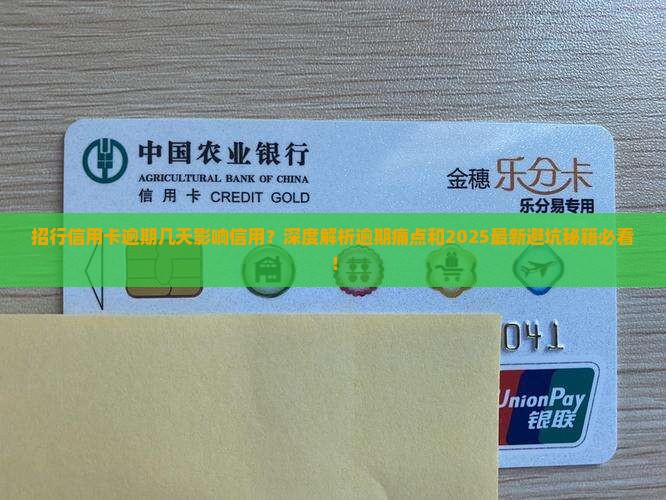 中国农业银行
AGRICULTURAL BANK OF CHINA
信用卡 CREDIT GOLD
金穗 乐分卡
乐分易专用
招行信用卡逾期几天影响信用？深度解析逾期痛点和2025最新避坑秘籍必看
！
041
UnionPay
银联